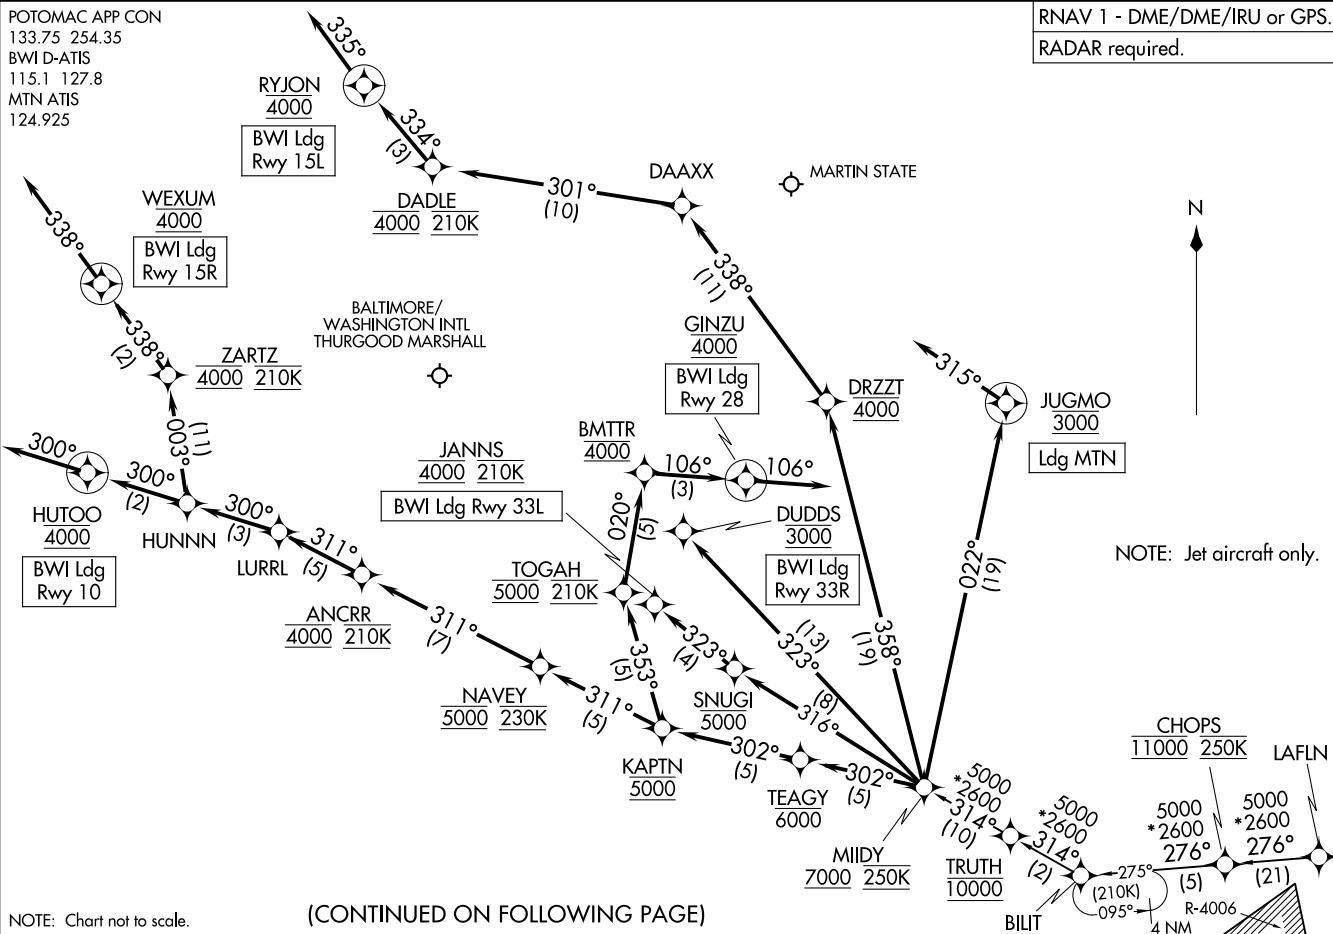 POTOMAC APP CON
133.75 254.35
BWI D-ATIS
115.1 127.8
MTN ATIS
124.925
RNAV 1 - DME/DME/IRU or GPS.
RADAR required.
335°
RYJON
4000
BWI Ldg
Rwy 15L
334°
(3)
DADLE
4000 210K
301°
(10)
DAAXX
MARTIN STATE
N
WEXUM
4000
BWI Ldg
Rwy 15R
338°
338°
(2)
ZARTZ
4000 210K
BALTIMORE/
WASHINGTON INTL
THURGOOD MARSHALL
338°
(11)
GINZU
4000
BWI Ldg
Rwy 28
DRZZT
4000
315°
JUGMO
3000
Ldg MTN
003°
(11)
300°
HUTOO
4000
BWI Ldg
Rwy 10
300°
(2)
HUNNN
300°
(3)
LURRL
311°
(5)
ANCRR
4000 210K
JANNS
4000 210K
BWI Ldg Rwy 33L
BMTTR
4000
106°
(3)
106°
020°
(5)
DUDDS
3000
BWI Ldg
Rwy 33R
TOGAH
5000 210K
022°
(19)
NOTE: Jet aircraft only.
311°
(7)
NAVEY
5000 230K
311°
(5)
353°
(5)
KAPTN
5000
323°
(4)
SNUGI
5000
(13)
323°
(8)
316°
358°
(19)
302°
(5)
TEAGY
6000
302°
(5)
MIIDY
7000 250K
5000
*2600
314°
(10)
TRUTH
10000
5000
*2600
314°
(2)
BILIT
275°
(210K)
095°
4 NM
CHOPS
11000 250K
5000
*2600
276°
(5)
5000
*2600
276°
(21)
LAFLN
R-4006
NOTE: Chart not to scale.
(CONTINUED ON FOLLOWING PAGE)